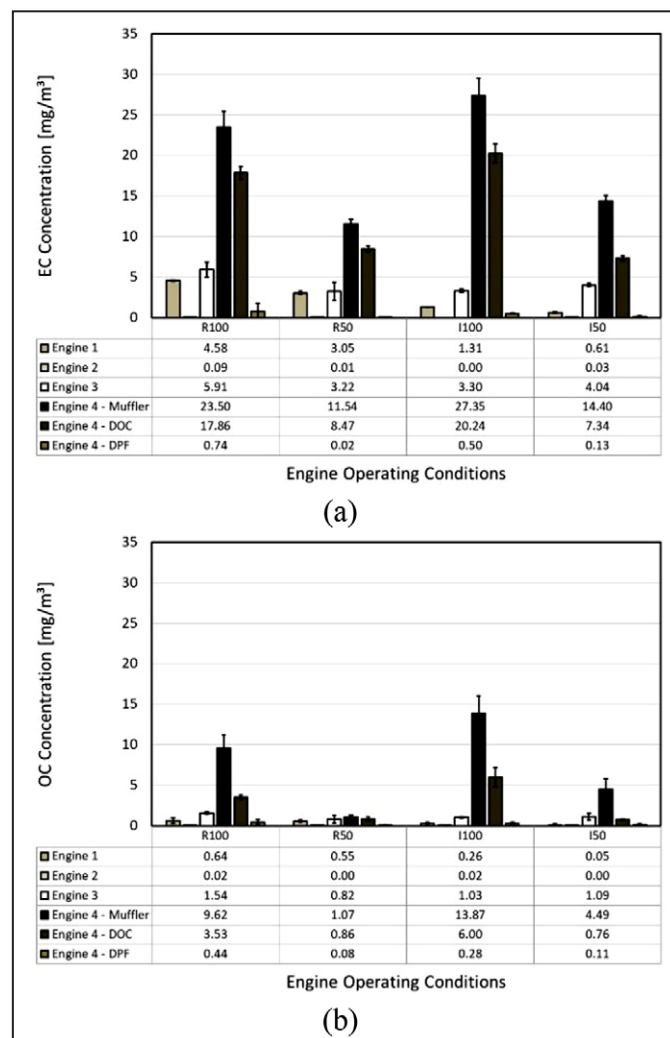 35
30
25
20
15
10
5
0
EC Concentration [mg/m³]
R100 R50 I100 I50
Engine 1 4.58 3.05 1.31 0.61
Engine 2 0.09 0.01 0.00 0.03
Engine 3 5.91 3.22 3.30 4.04
Engine 4 - Muffler 23.50 11.54 27.35 14.40
Engine 4 - DOC 17.86 8.47 20.24 7.34
Engine 4 - DPF 0.74 0.02 0.50 0.13
Engine Operating Conditions
(a)
35
30
25
20
15
10
5
0
OC Concentration [mg/m³]
R100 R50 I100 I50
Engine 1 0.64 0.55 0.26 0.05
Engine 2 0.02 0.00 0.02 0.00
Engine 3 1.54 0.82 1.03 1.09
Engine 4 - Muffler 9.62 1.07 13.87 4.49
Engine 4 - DOC 3.53 0.86 6.00 0.76
Engine 4 - DPF 0.44 0.08 0.28 0.11
Engine Operating Conditions
(b)